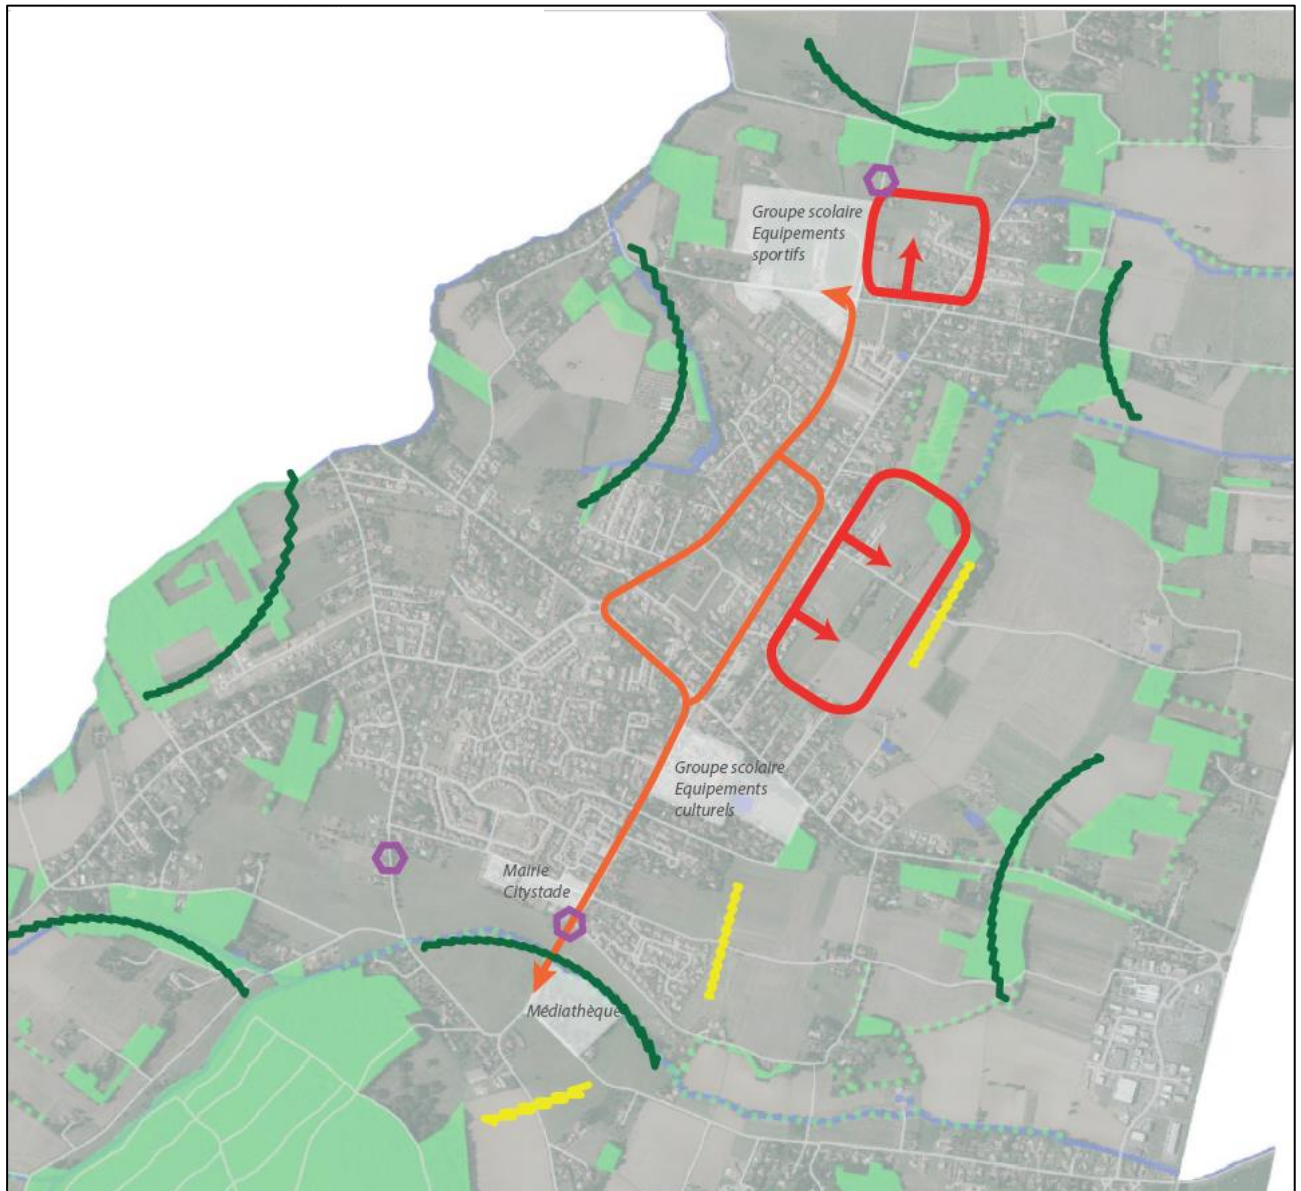 Groupe scolaire
Equipements
sportifs
Groupe scolaire
Equipements
culturels
Mairie
Citystade
Médiathèque